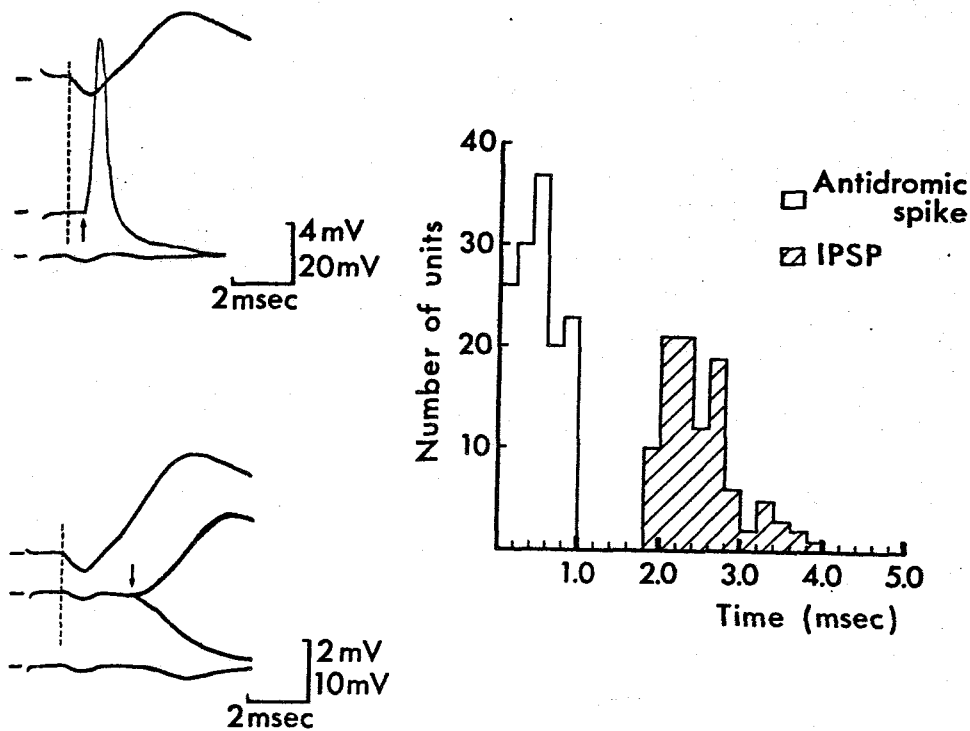 4mV
20mV
2msec
2mV
10mV
2msec
Number of units
40
30
20
10
1.0
2.0
3.0
4.0
5.0
Time (msec)
Antidromic
spike
IPSP